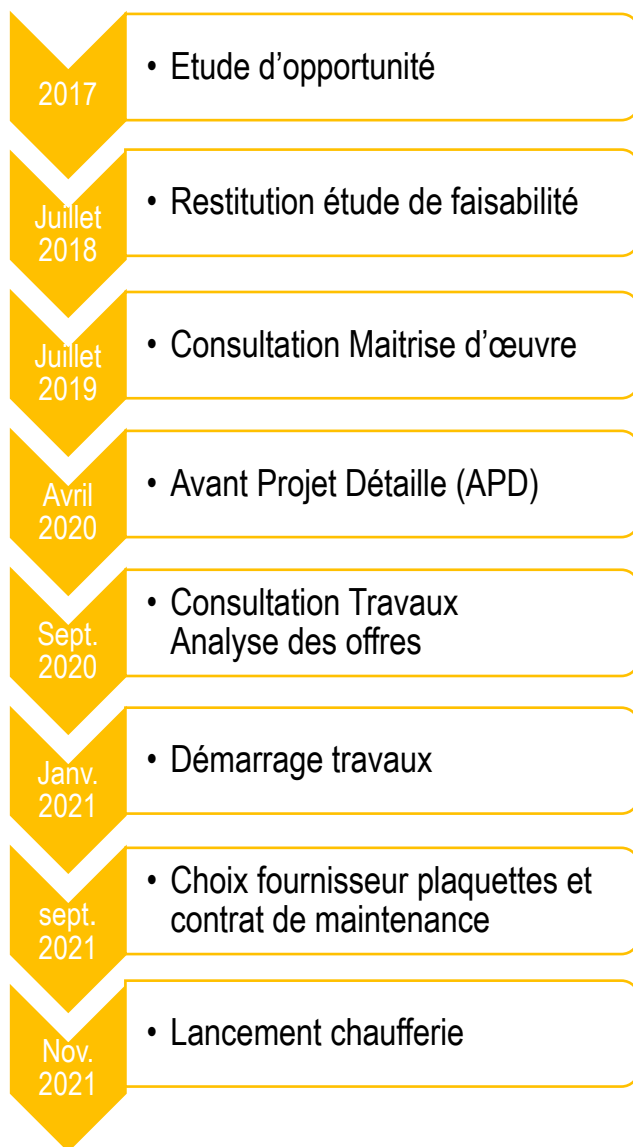 2017
• Etude d'opportunité
Juillet
2018
• Restitution étude de faisabilité
Juillet
2019
• Consultation Maitrise d'œuvre
Avril
2020
• Avant Projet Détaille (APD)
Sept.
2020
• Consultation Travaux
Analyse des offres
Janv.
2021
• Démarrage travaux
sept.
2021
• Choix fournisseur plaquettes et
contrat de maintenance
Nov.
2021
• Lancement chaufferie